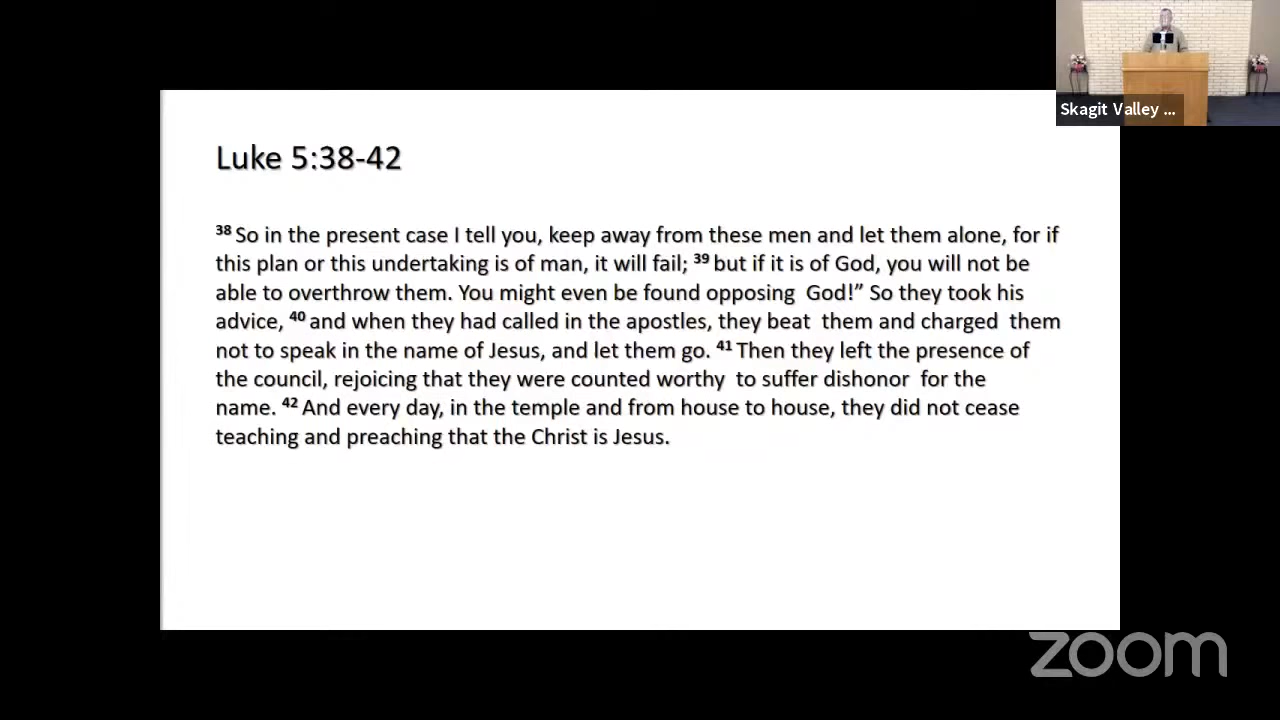 Luke 5:38-42
38 So in the present case I tell you, keep away from these men and let them alone, for if
this plan or this undertaking is of man, it will fail; 39 but if it is of God, you will not be
able to overthrow them. You might even be found opposing God!” So they took his
advice, 40 and when they had called in the apostles, they beat them and charged them
not to speak in the name of Jesus, and let them go. 41 Then they left the presence of
the council, rejoicing that they were counted worthy to suffer dishonor for the
name. 42 And every day, in the temple and from house to house, they did not cease
teaching and preaching that the Christ is Jesus.
Skagit Valley ...
zoom